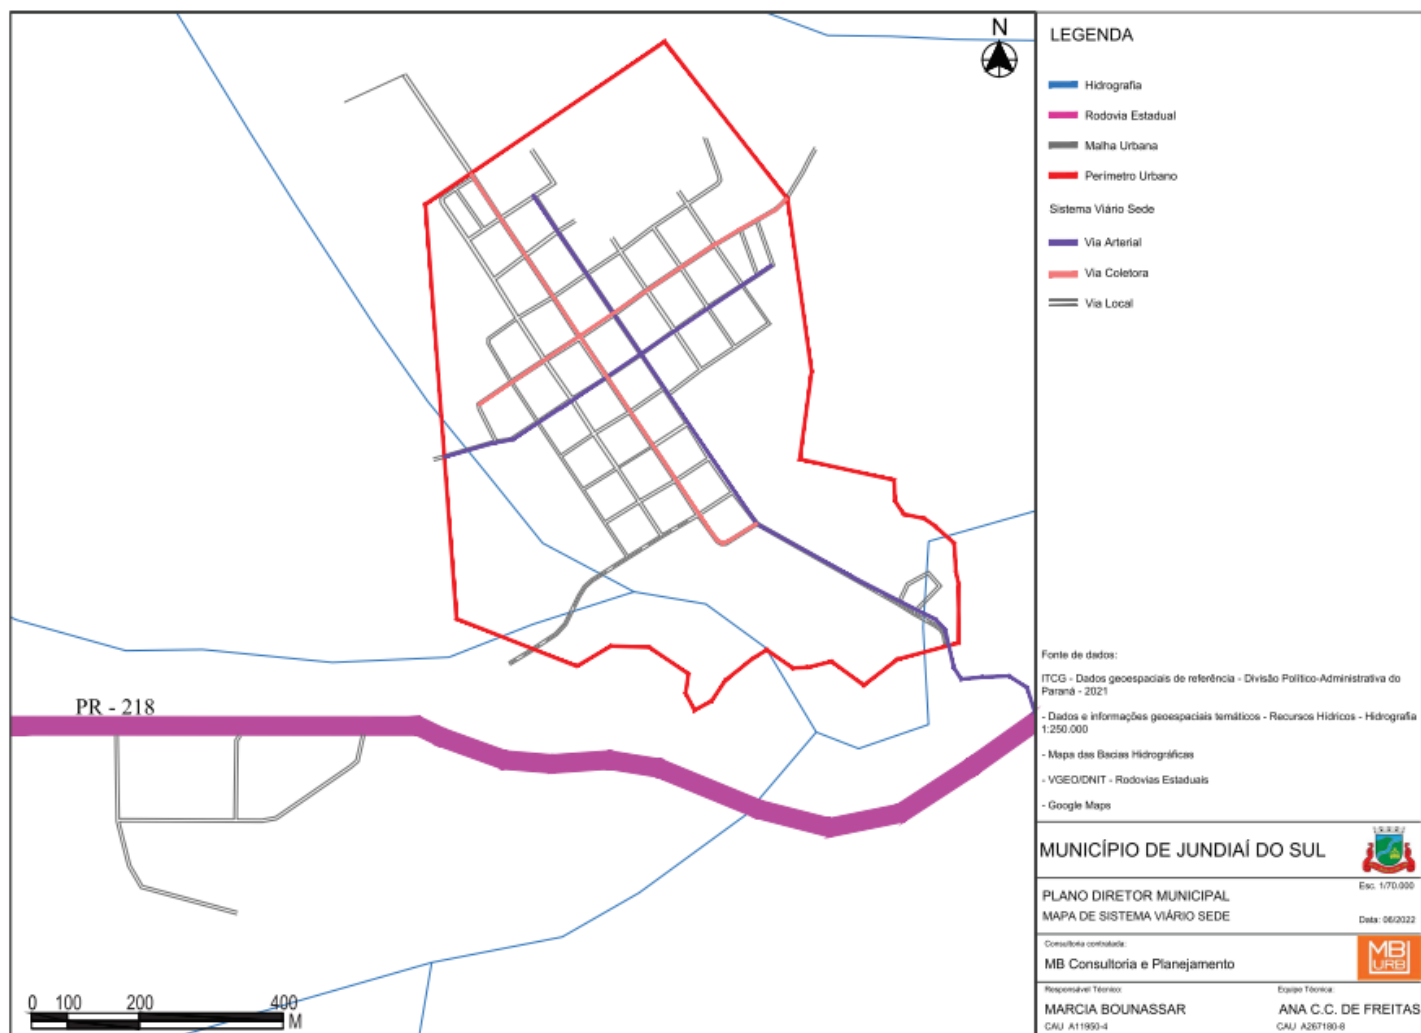 N
PR - 218
0 100 200 400
M
LEGENDA
Hidrografia
Rodovia Estadual
Malha Urbana
Perímetro Urbano
Sistema Viário Sede
Via Arterial
Via Coletora
Via Local
Fonte de dados:
ITCG - Dados geoespaciais de referência - Divisão Político-Administrativa do
Paraná - 2021
- Dados e informações geoespaciais temáticos - Recursos Hídricos - Hidrografia
1:250.000
- Mapa das Bacias Hidrográficas
- VGEO/DNIT - Rodovias Estaduais
- Google Maps
MUNICÍPIO DE JUNDIAÍ DO SUL
PLANO DIRETOR MUNICIPAL
Esc. 1/70.000
MAPA DE SISTEMA VIÁRIO SEDE
Data: 06/2022
Consultoria contratada:
MB Consultoria e Planejamento
MB
URB
Responsável Técnico:
MARCIA BOUNASSAR
CAU A11950-4
Equipe Técnica:
ANA C.C. DE FREITAS
CAU A267180-8